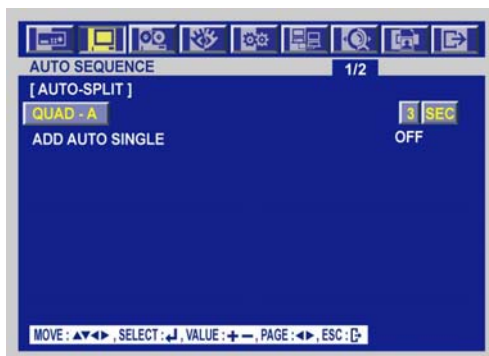 AUTO SEQUENCE 1/2
[ AUTO-SPLIT ]
QUAD - A 3 SEC
ADD AUTO SINGLE OFF
MOVE : ▲▼◀▶ , SELECT : ↲ , VALUE : + − , PAGE : ◀▶ , ESC :